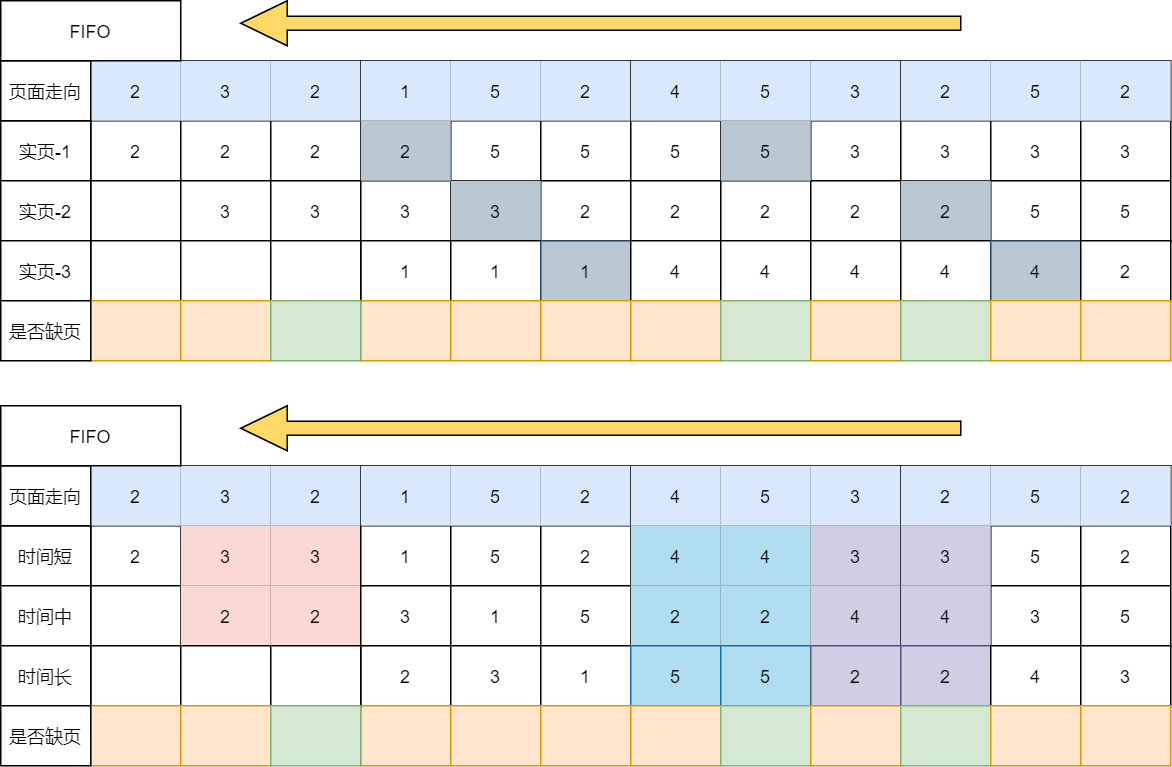 FIFO
页面走向 2 3 2 1 5 2 4 5 3 2 5 2
实页-1 2 2 2 2 5 5 5 5 3 3 3 3
实页-2 3 3 3 3 2 2 2 2 2 5 5
实页-3 1 1 1 4 4 4 4 4 2
是否缺页
FIFO
页面走向 2 3 2 1 5 2 4 5 3 2 5 2
时间短 2 3 3 1 5 2 4 4 3 3 5 2
时间中 2 2 3 1 5 2 2 4 4 3 5
时间长 2 3 1 5 5 2 2 4 3
是否缺页